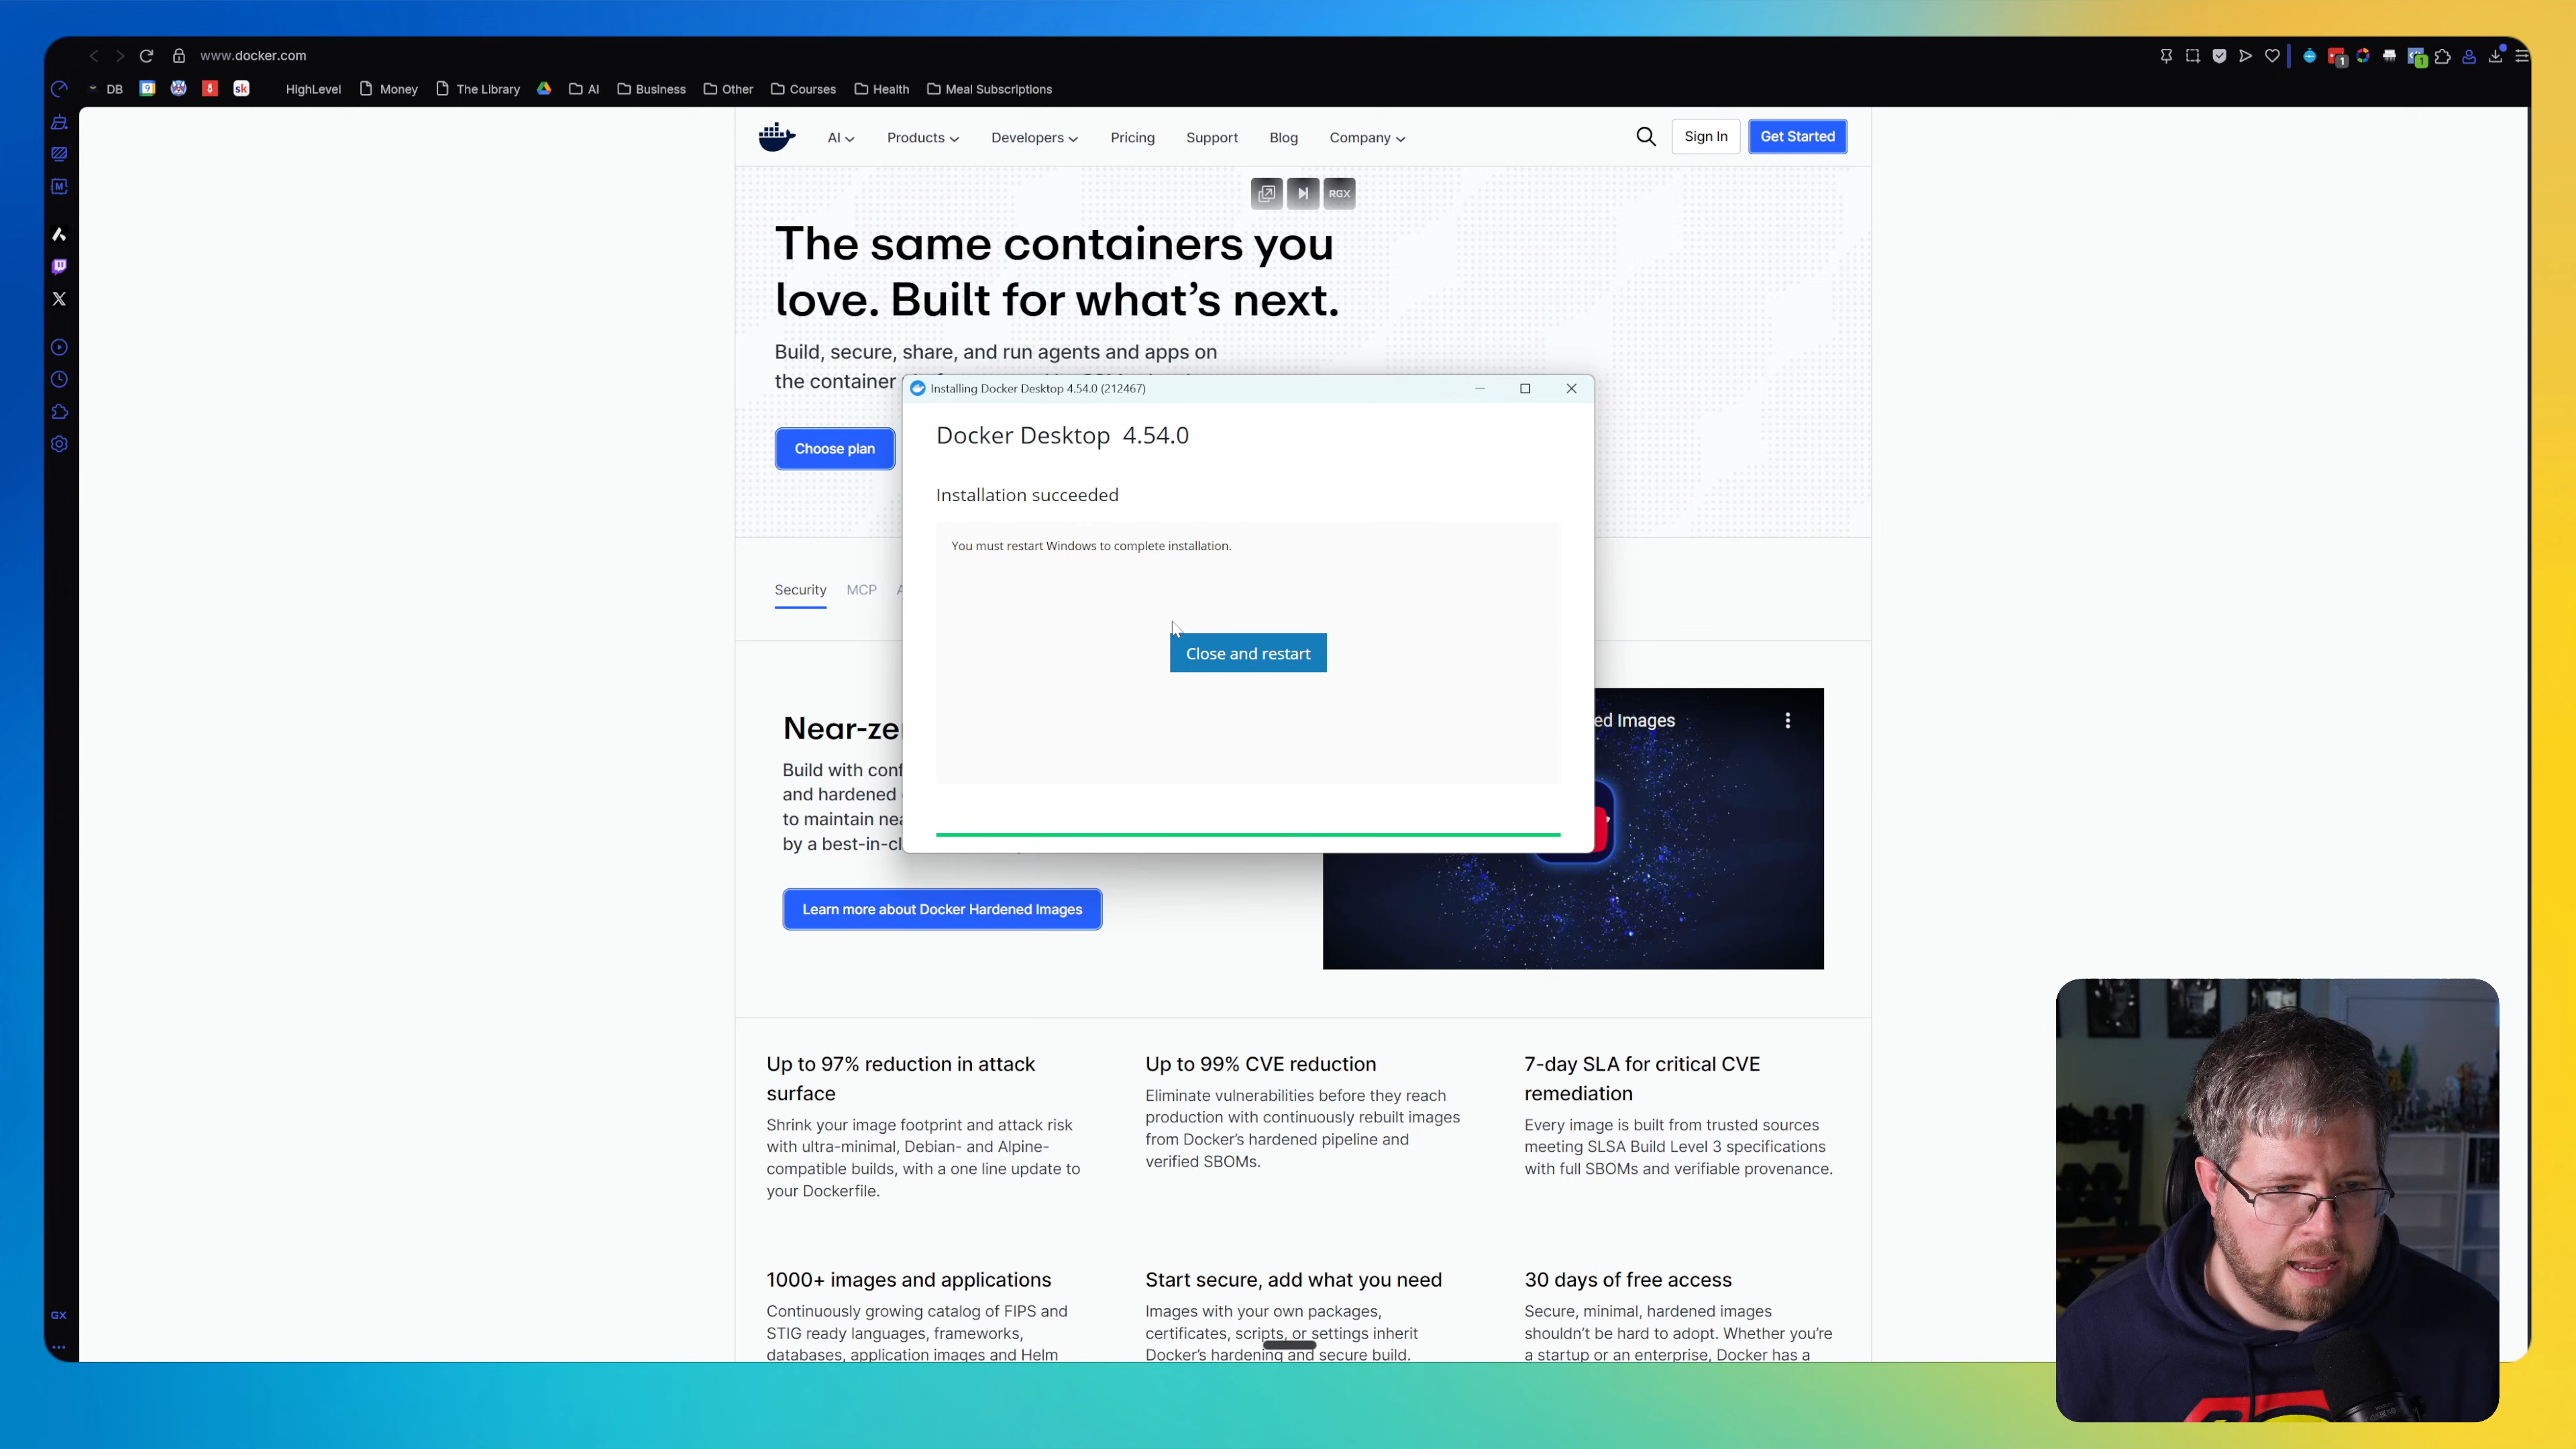 www.docker.com
DB
9
sk
HighLevel
Money
The Library
AI
Business
Other
Courses
Health
Meal Subscriptions
1
1
M
GX
AI
Products
Developers
Pricing
Support
Blog
Company
Sign In
Get Started
RGX
The same containers you
love. Built for what’s next.
Build, secure, share, and run agents and apps on
the container
Choose plan
Installing Docker Desktop 4.54.0 (212467)
Docker Desktop 4.54.0
Installation succeeded
You must restart Windows to complete installation.
Close and restart
Security
MCP
Near-ze
Build with conf
and hardened
to maintain nea
by a best-in-cl
ed Images
Learn more about Docker Hardened Images
Up to 97% reduction in attack
surface
Shrink your image footprint and attack risk
with ultra-minimal, Debian- and Alpine-
compatible builds, with a one line update to
your Dockerfile.
Up to 99% CVE reduction
Eliminate vulnerabilities before they reach
production with continuously rebuilt images
from Docker’s hardened pipeline and
verified SBOMs.
7-day SLA for critical CVE
remediation
Every image is built from trusted sources
meeting SLSA Build Level 3 specifications
with full SBOMs and verifiable provenance.
1000+ images and applications
Continuously growing catalog of FIPS and
STIG ready languages, frameworks,
databases, application images and Helm
Start secure, add what you need
Images with your own packages,
certificates, scripts, or settings inherit
Docker’s hardening and secure build.
30 days of free access
Secure, minimal, hardened images
shouldn’t be hard to adopt. Whether you’re
a startup or an enterprise, Docker has a